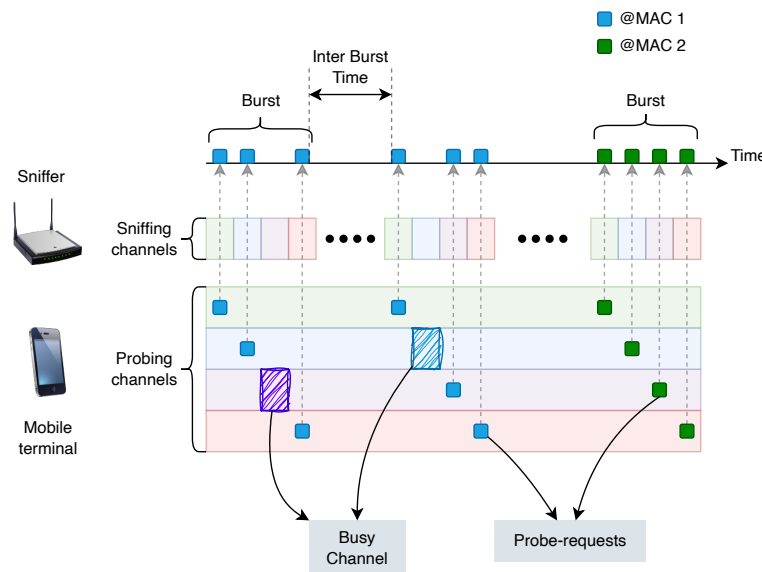 @MAC 1
@MAC 2
Inter Burst
Time
Burst
Burst
Time
Sniffer
Sniffing
channels
Probing
channels
Mobile
terminal
Busy
Channel
Probe-requests